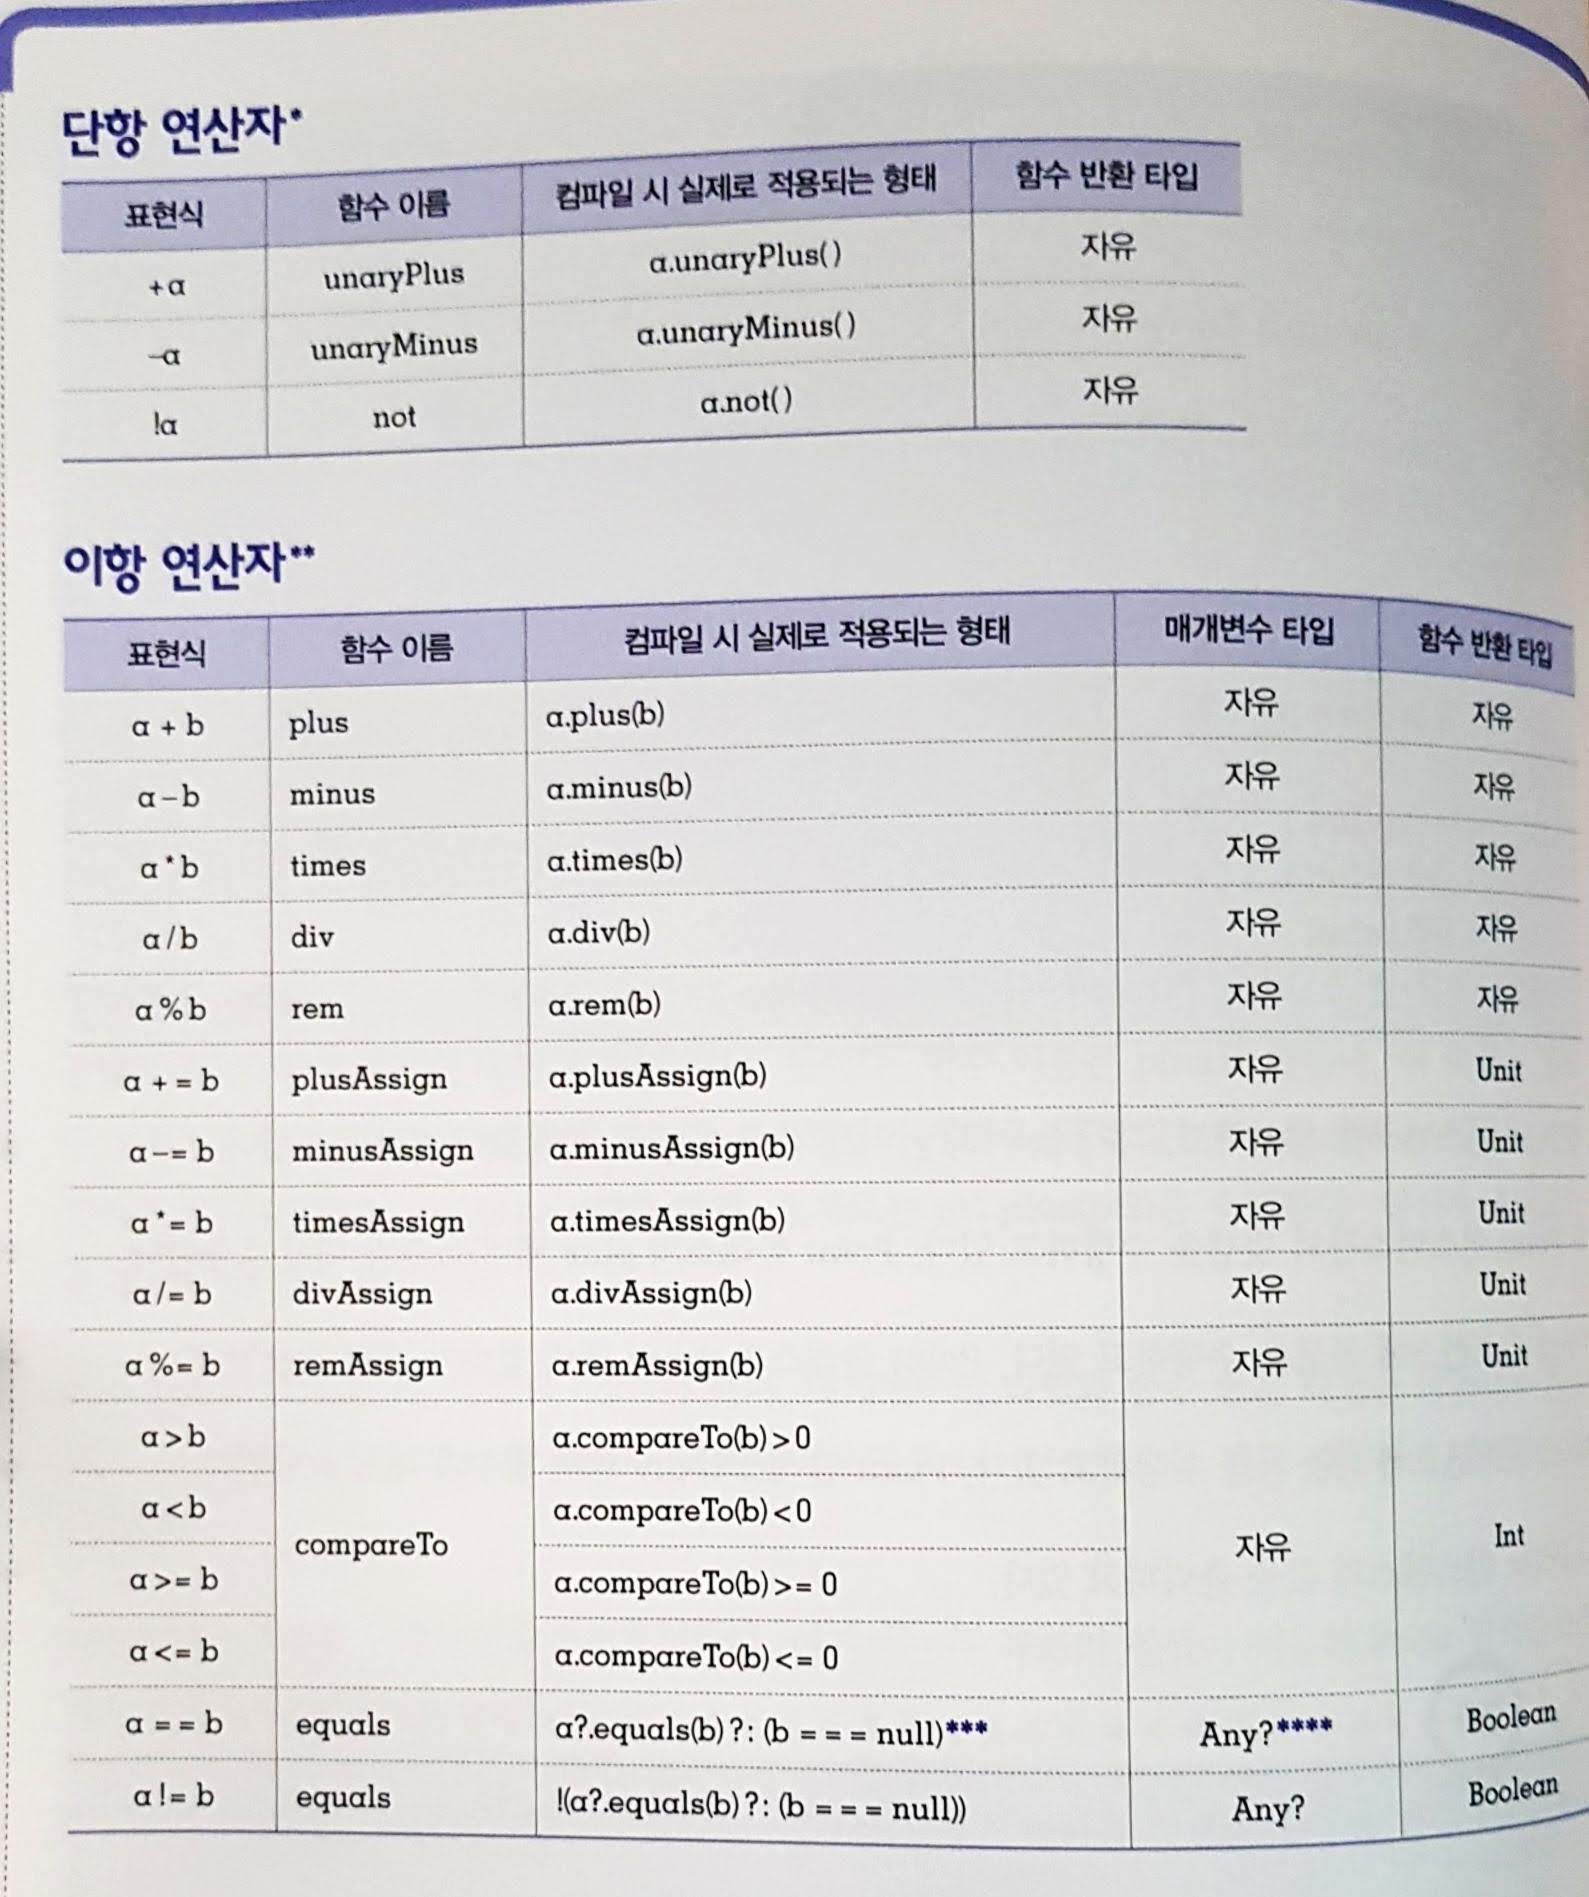 단항 연산자*
표현식 함수 이름 컴파일 시 실제로 적용되는 형태 함수 반환 타입
+a unaryPlus a.unaryPlus() 자유
-a unaryMinus a.unaryMinus() 자유
!a not a.not() 자유
이항 연산자**
표현식 함수 이름 컴파일 시 실제로 적용되는 형태 매개변수 타입 함수 반환 타입
a + b plus a.plus(b) 자유 자유
a - b minus a.minus(b) 자유 자유
a * b times a.times(b) 자유 자유
a / b div a.div(b) 자유 자유
a % b rem a.rem(b) 자유 자유
a + = b plusAssign a.plusAssign(b) 자유 Unit
a -= b minusAssign a.minusAssign(b) 자유 Unit
a *= b timesAssign a.timesAssign(b) 자유 Unit
a /= b divAssign a.divAssign(b) 자유 Unit
a %= b remAssign a.remAssign(b) 자유 Unit
a > b a.compareTo(b) > 0
a < b a.compareTo(b) < 0
compareTo 자유 Int
a >= b a.compareTo(b) >= 0
a <= b a.compareTo(b) <= 0
a = = b equals a?.equals(b) ?: (b = = = null)*** Any?**** Boolean
a != b equals !(a?.equals(b) ?: (b = = = null)) Any? Boolean